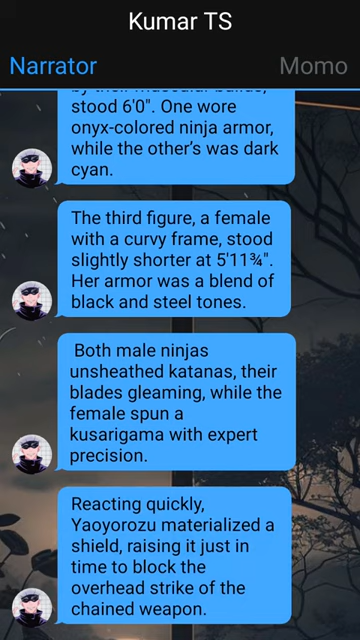 Kumar TS
Narrator
Momo
by their muscular builds,
stood 6'0". One wore
onyx-colored ninja armor,
while the other’s was dark
cyan.
The third figure, a female
with a curvy frame, stood
slightly shorter at 5'11¾".
Her armor was a blend of
black and steel tones.
Both male ninjas
unsheathed katanas, their
blades gleaming, while the
female spun a
kusarigama with expert
precision.
Reacting quickly,
Yaoyorozu materialized a
shield, raising it just in
time to block the
overhead strike of the
chained weapon.